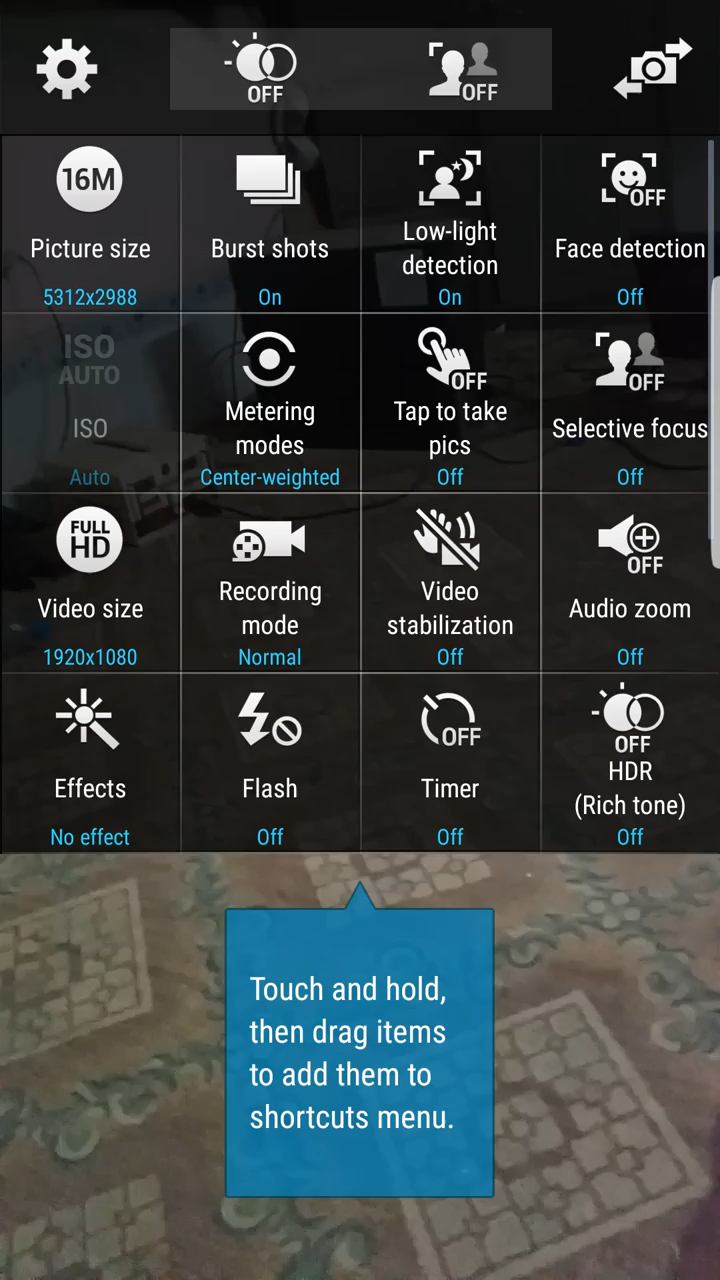 OFF
OFF
16M
Picture size
5312x2988
Burst shots
On
Low-light
detection
On
OFF
Face detection
Off
ISO
AUTO
ISO
Auto
Metering
modes
Center-weighted
OFF
Tap to take
pics
Off
OFF
Selective focus
Off
FULL
HD
Video size
1920x1080
Recording
mode
Normal
Video
stabilization
Off
OFF
Audio zoom
Off
Effects
No effect
Flash
Off
OFF
Timer
Off
OFF
HDR
(Rich tone)
Off
Touch and hold,
then drag items
to add them to
shortcuts menu.